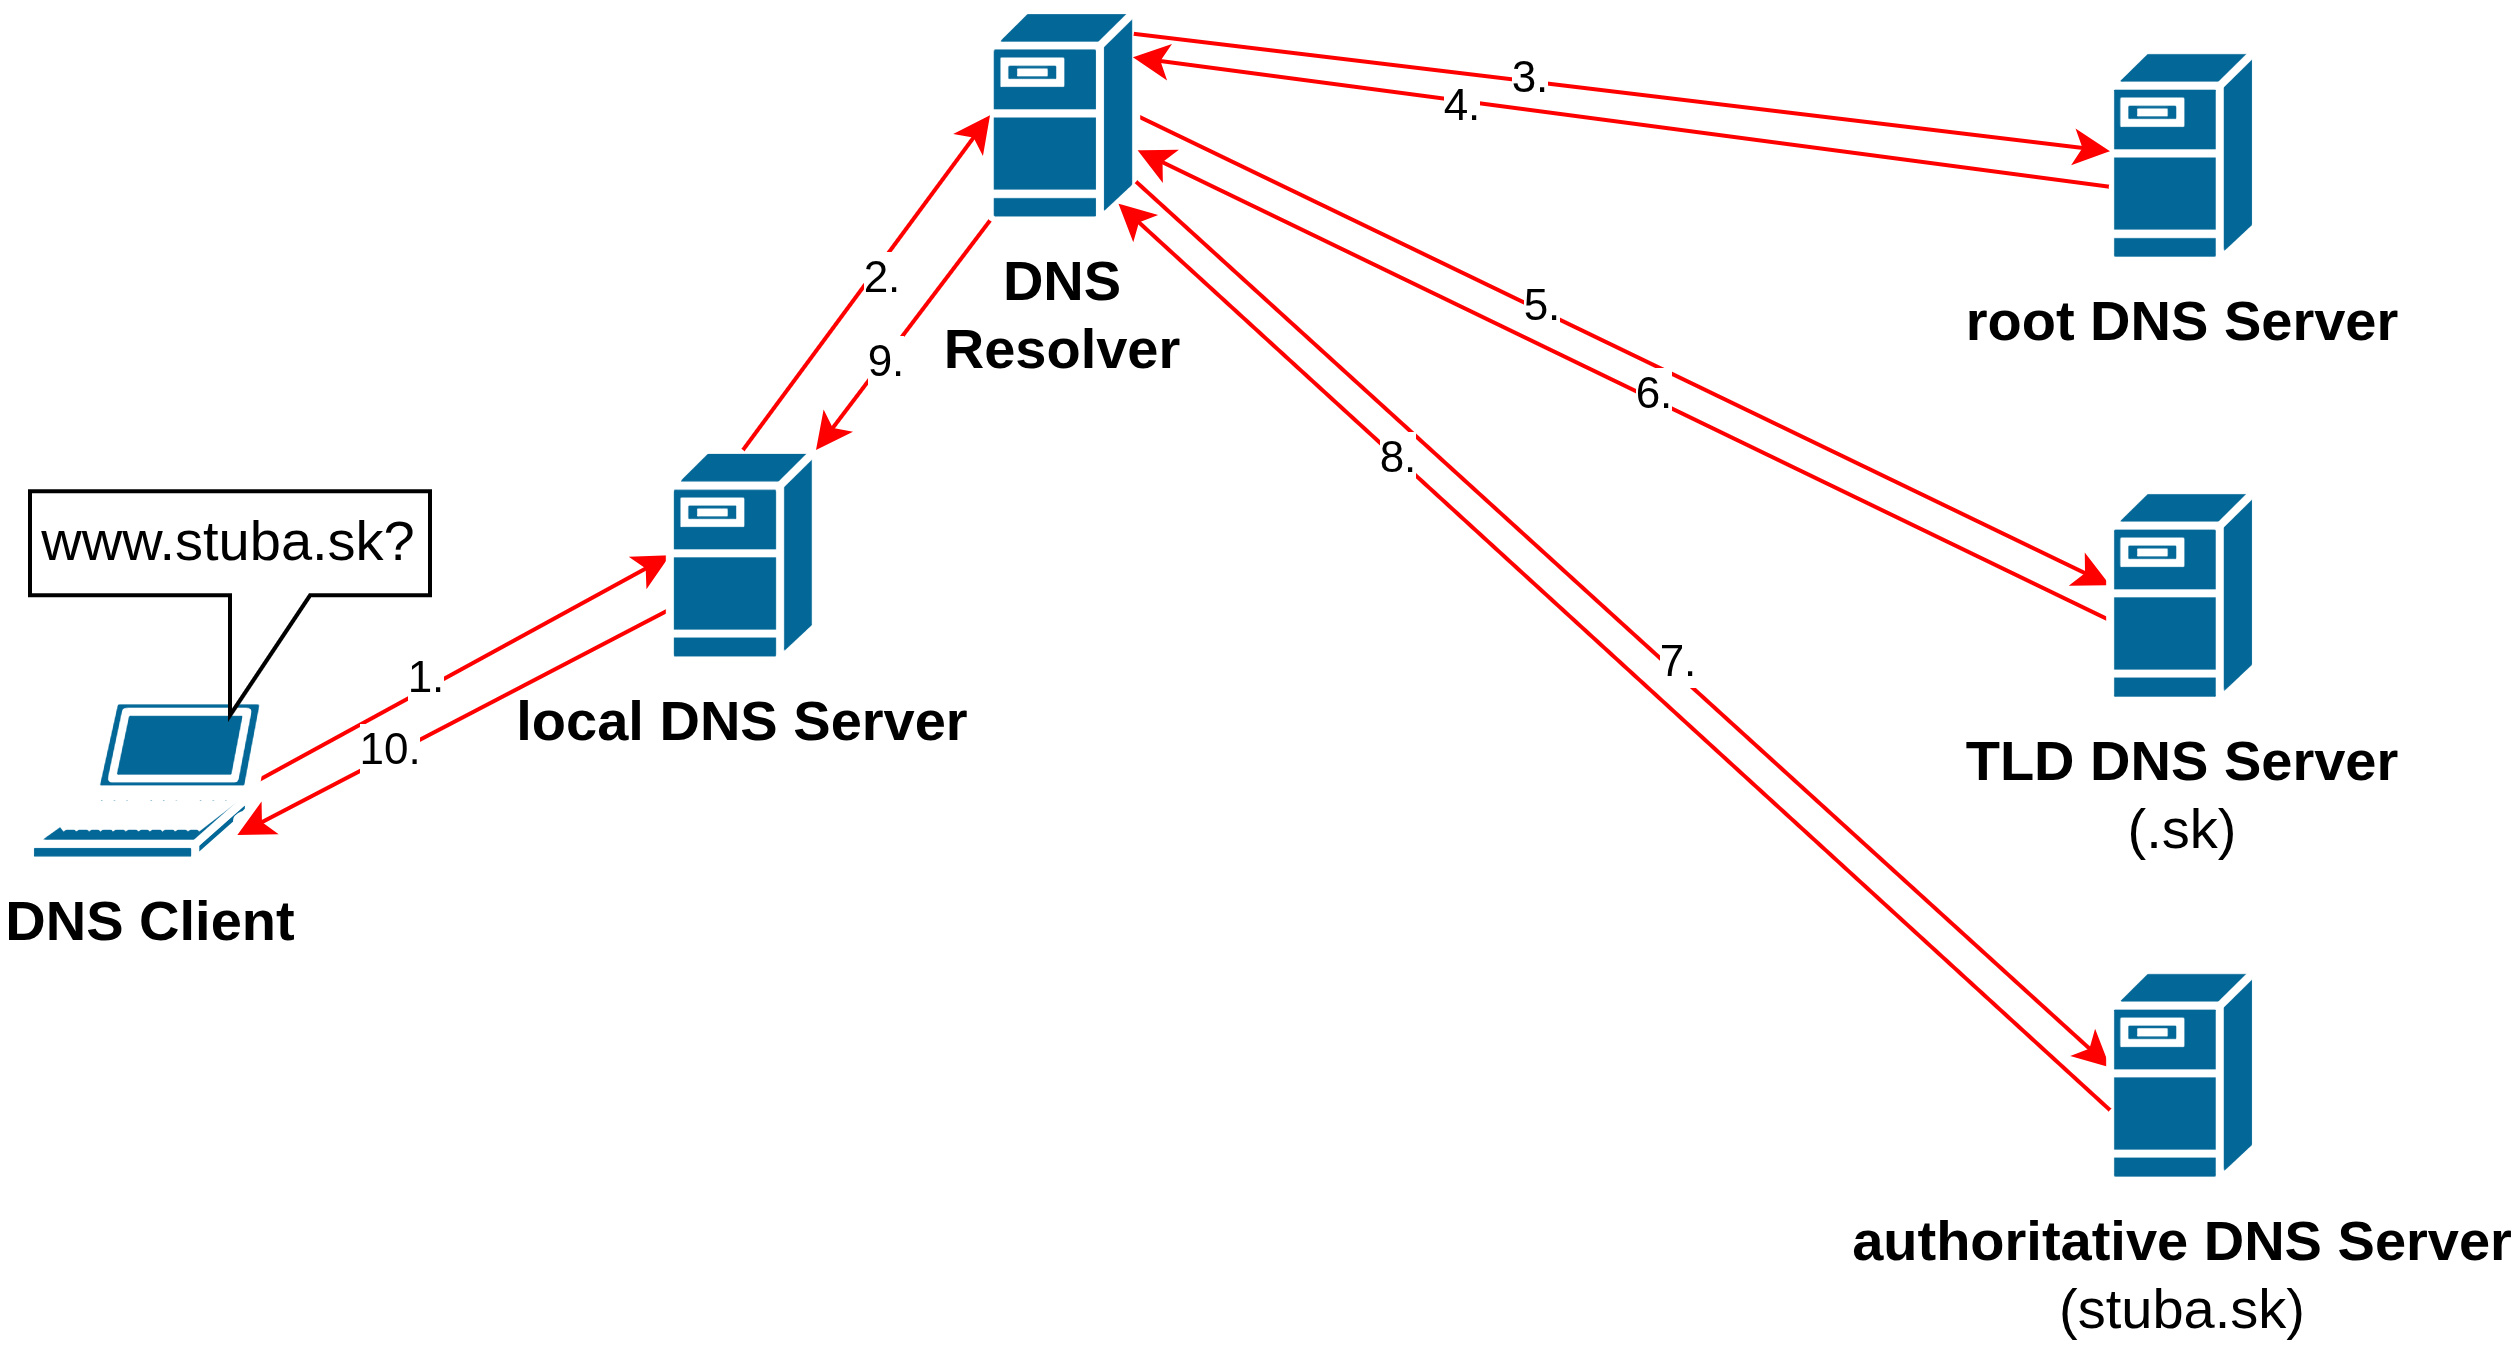 3.
4.
2.
DNS
Resolver
9.
5.
root DNS Server
6.
8.
www.stuba.sk?
7.
1.
local DNS Server
10.
TLD DNS Server
(.sk)
DNS Client
authoritative DNS Server
(stuba.sk)